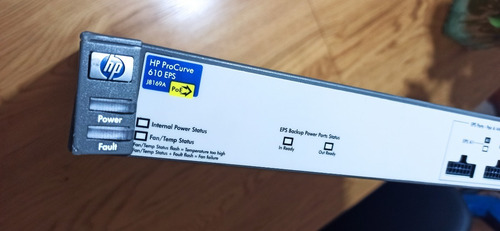 hp
HP ProCurve
610 EPS
J8169A
PoE
Power
Fault
Internal Power Status
Fan/Temp Status
Fan/Temp Status flash = Temperature too high
Fan/Temp Status + Fault flash = Fan failure
EPS Backup Power Ports Status
In Ready
Out Ready